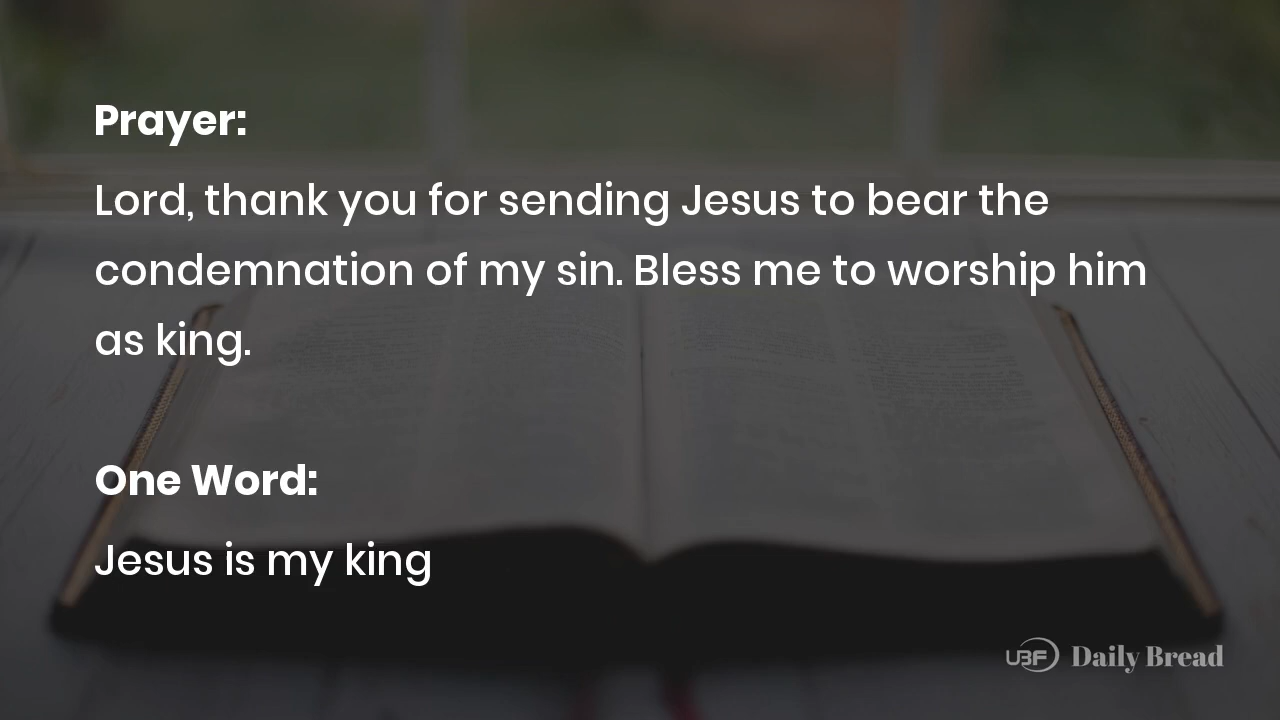 Prayer:
Lord, thank you for sending Jesus to bear the
condemnation of my sin. Bless me to worship him
as king.
One Word:
Jesus is my king
UBF Daily Bread